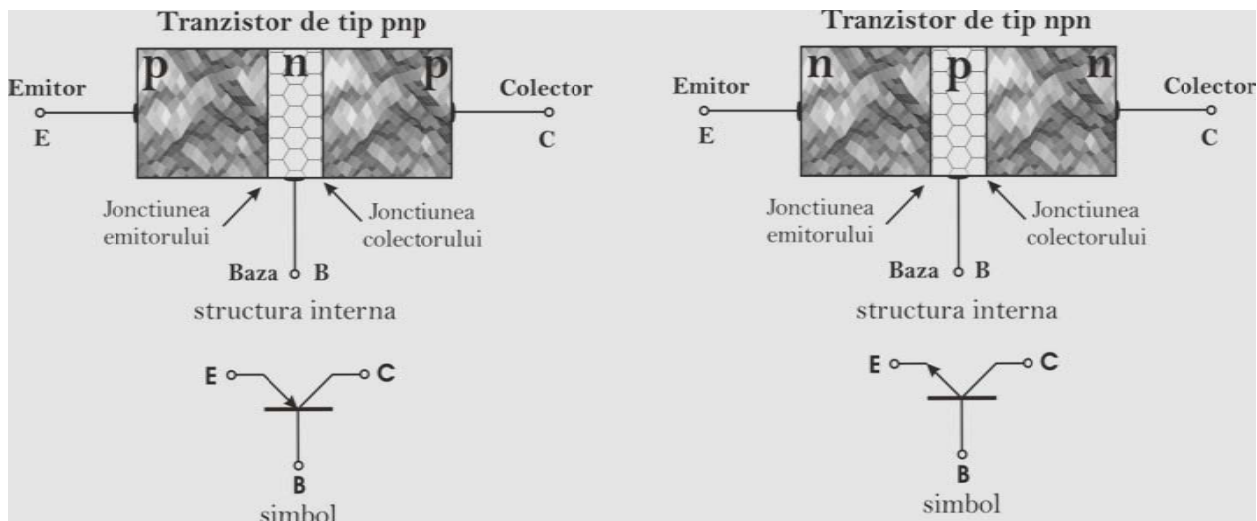 Tranzistor de tip pnp
p n p
Emitor
Colector
E
C
Jonctiunea
emitorului
Jonctiunea
colectorului
Baza B
structura interna
E
C
B
simbol
Tranzistor de tip npn
n p n
Emitor
Colector
E
C
Jonctiunea
emitorului
Jonctiunea
colectorului
Baza B
structura interna
E
C
B
simbol